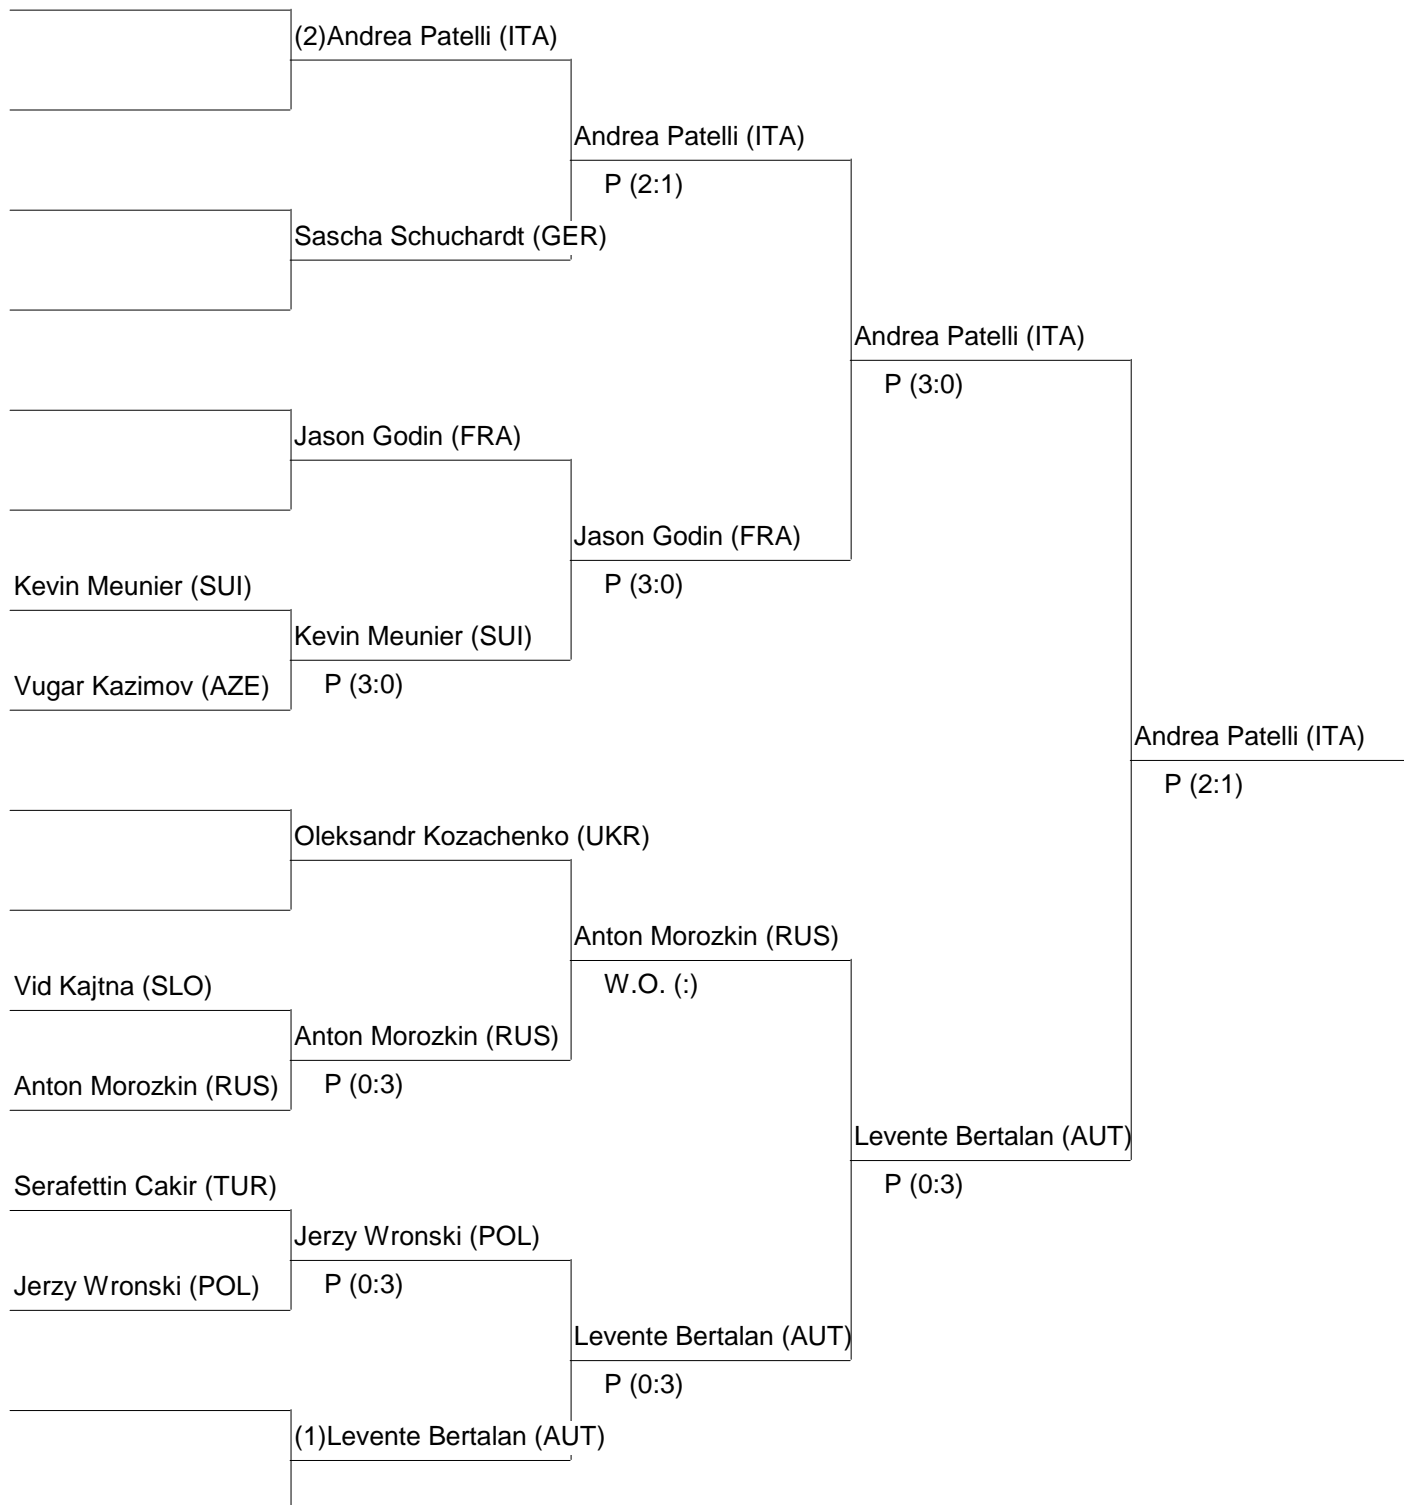 (2)Andrea Patelli (ITA)
Andrea Patelli (ITA)
P (2:1)
Sascha Schuchardt (GER)
Andrea Patelli (ITA)
P (3:0)
Jason Godin (FRA)
Jason Godin (FRA)
P (3:0)
Kevin Meunier (SUI)
Kevin Meunier (SUI)
P (3:0)
Vugar Kazimov (AZE)
Andrea Patelli (ITA)
P (2:1)
Oleksandr Kozachenko (UKR)
Anton Morozkin (RUS)
W.O. (:)
Vid Kajtna (SLO)
Anton Morozkin (RUS)
P (0:3)
Anton Morozkin (RUS)
Levente Bertalan (AUT)
P (0:3)
Serafettin Cakir (TUR)
Jerzy Wronski (POL)
P (0:3)
Jerzy Wronski (POL)
Levente Bertalan (AUT)
P (0:3)
(1)Levente Bertalan (AUT)